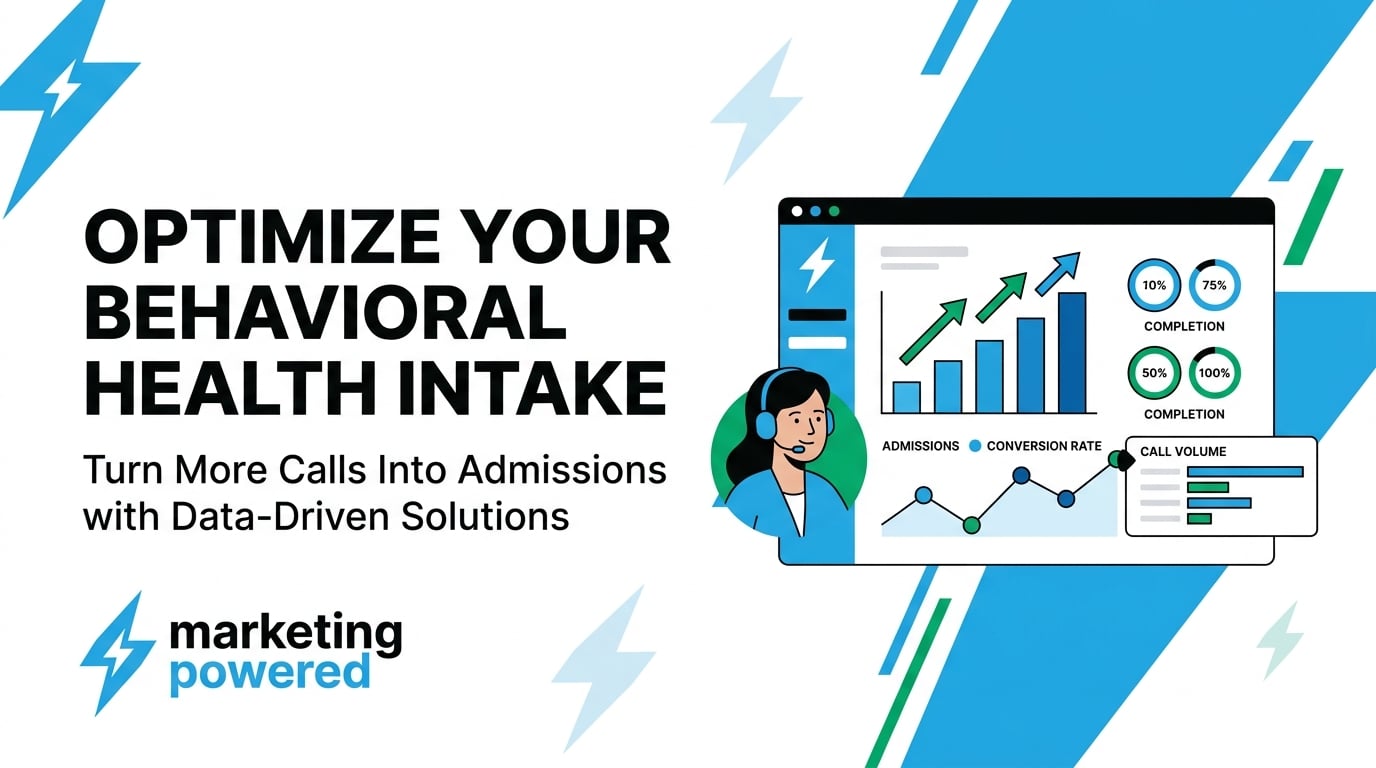 OPTIMIZE YOUR
BEHAVIORAL
HEALTH INTAKE
Turn More Calls Into Admissions
with Data-Driven Solutions
marketing
powered
10%
75%
COMPLETION
50%
100%
COMPLETION
ADMISSIONS
CONVERSION RATE
CALL VOLUME